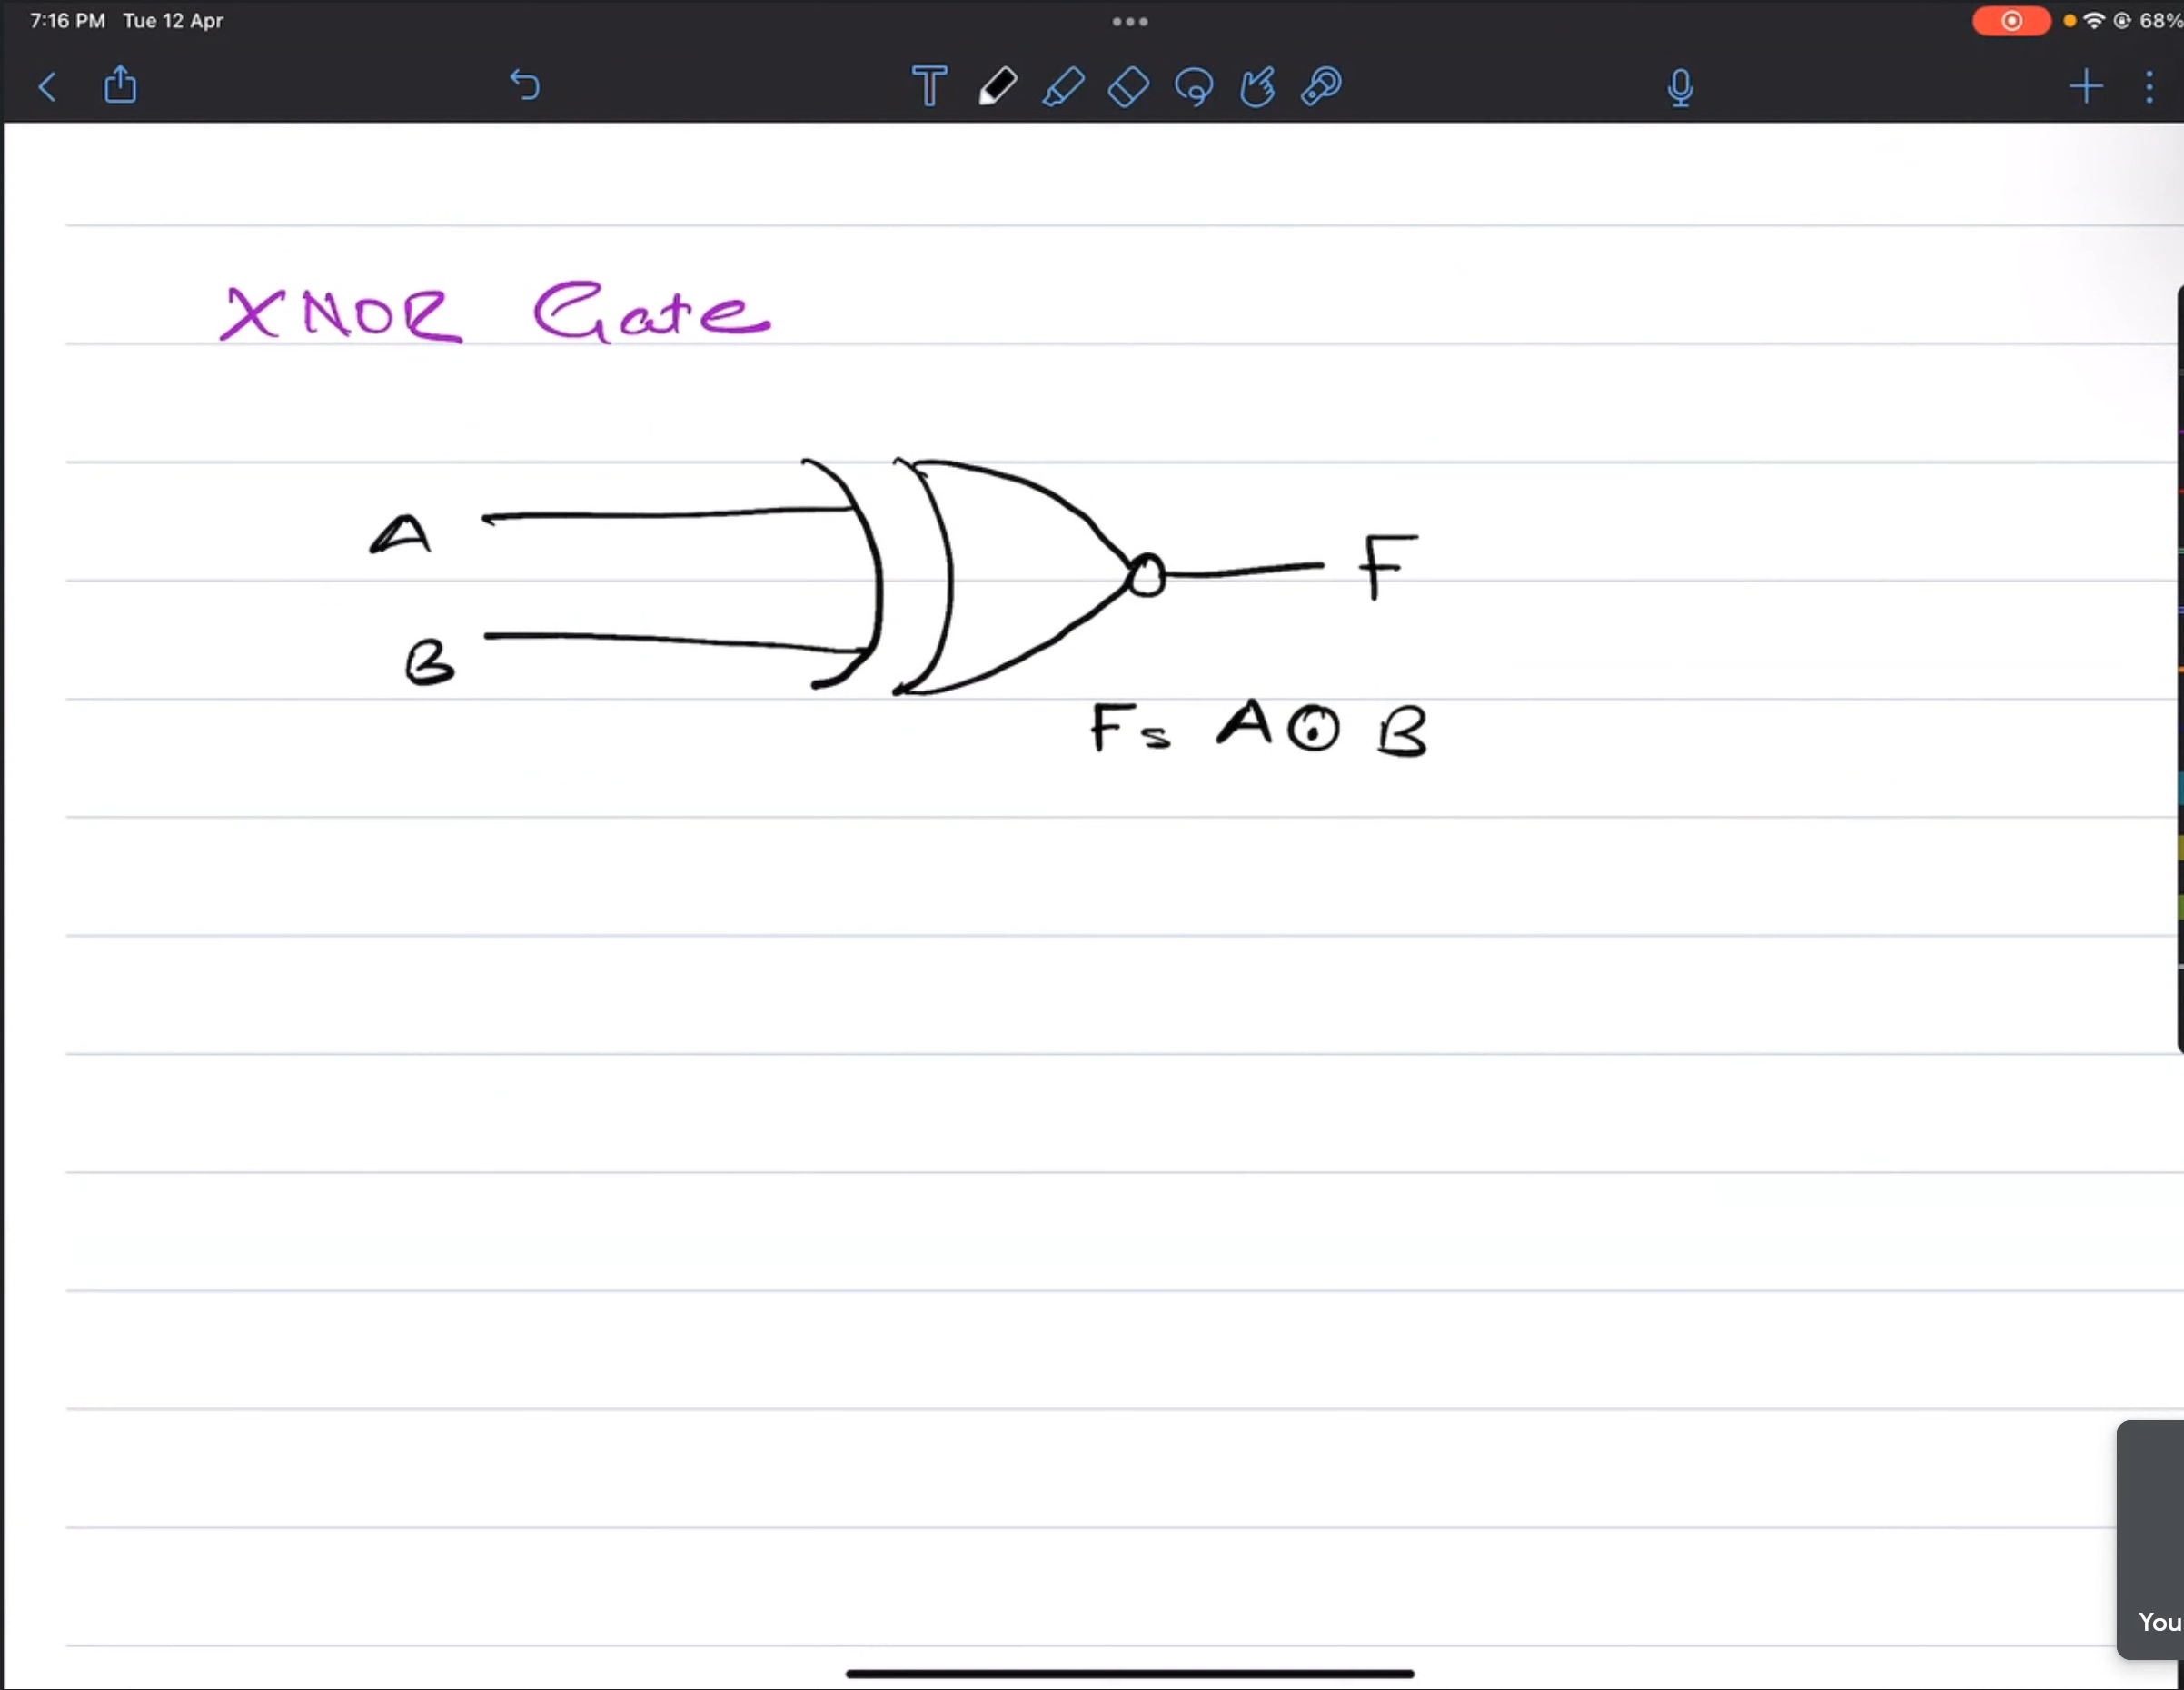 7:16 PM Tue 12 Apr
68%
XNOR Gate
A
F
B
F = A ⊙ B
You